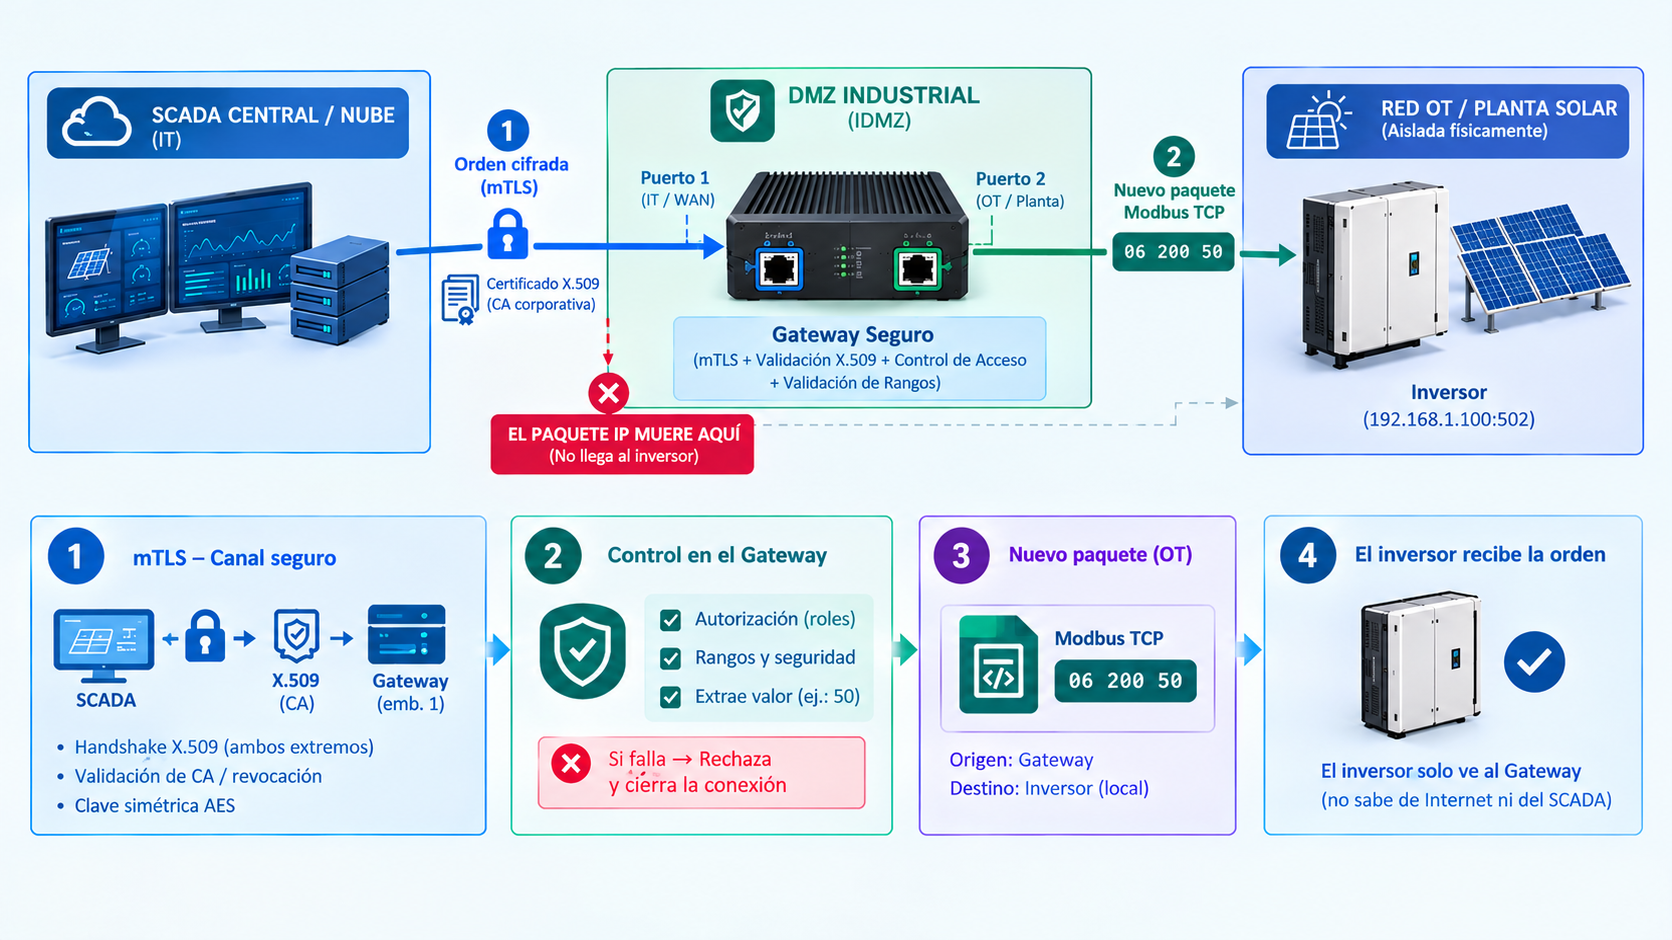 SCADA CENTRAL / NUBE
(IT)
1
Orden cifrada
(mTLS)
Certificado X.509
(CA corporativa)
DMZ INDUSTRIAL
(IDMZ)
Puerto 1
(IT / WAN)
Puerto 2
(OT / Planta)
Gateway Seguro
(mTLS + Validación X.509 + Control de Acceso
+ Validación de Rangos)
EL PAQUETE IP MUERE AQUÍ
(No llega al inversor)
2
Nuevo paquete
Modbus TCP
06 200 50
RED OT / PLANTA SOLAR
(Aislada físicamente)
Inversor
(192.168.1.100:502)
1
mTLS – Canal seguro
SCADA
X.509
(CA)
Gateway
(emb. 1)
• Handshake X.509 (ambos extremos)
• Validación de CA / revocación
• Clave simétrica AES
2
Control en el Gateway
Autorización (roles)
Rangos y seguridad
Extrae valor (ej.: 50)
Si falla → Rechaza
y cierra la conexión
3
Nuevo paquete (OT)
Modbus TCP
06 200 50
Origen: Gateway
Destino: Inversor (local)
4
El inversor recibe la orden
El inversor solo ve al Gateway
(no sabe de Internet ni del SCADA)